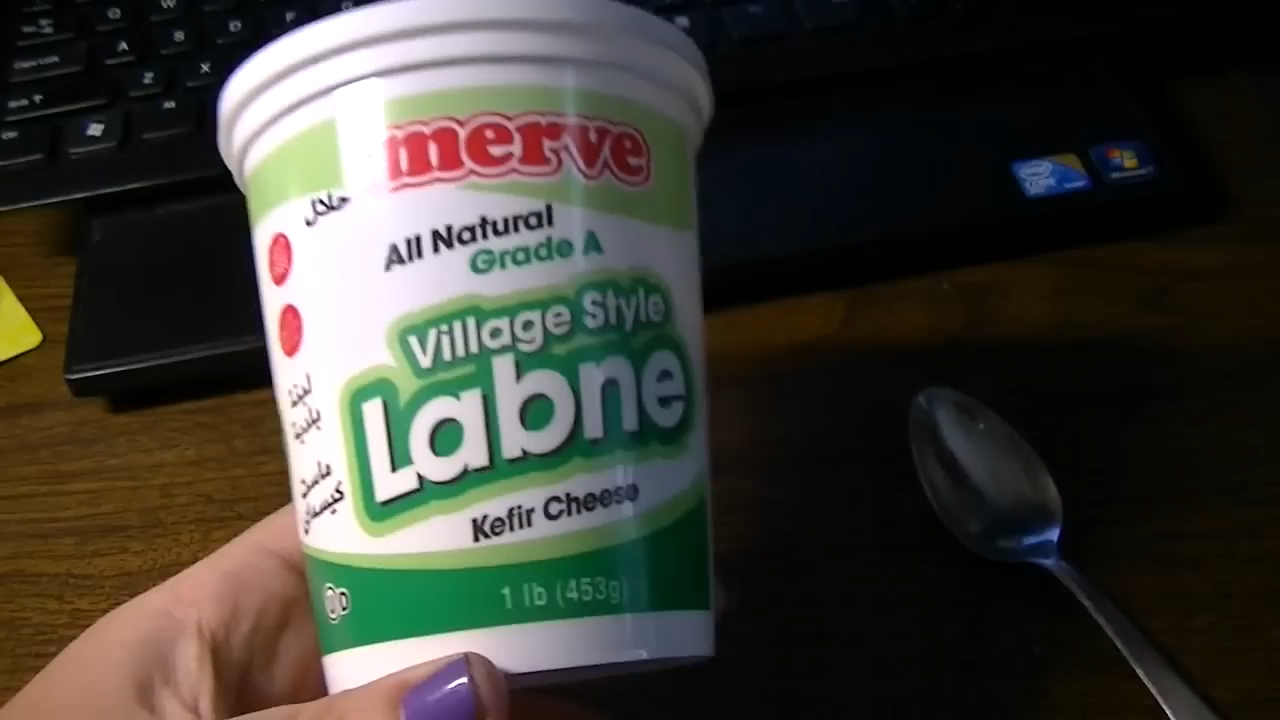 merve
حلال
All Natural
Grade A
Village Style
Labne
لبنة
بلدية
ماست
كيسه‌اى
Kefir Cheese
1 lb (453g)
D
A
S
D
Z
X